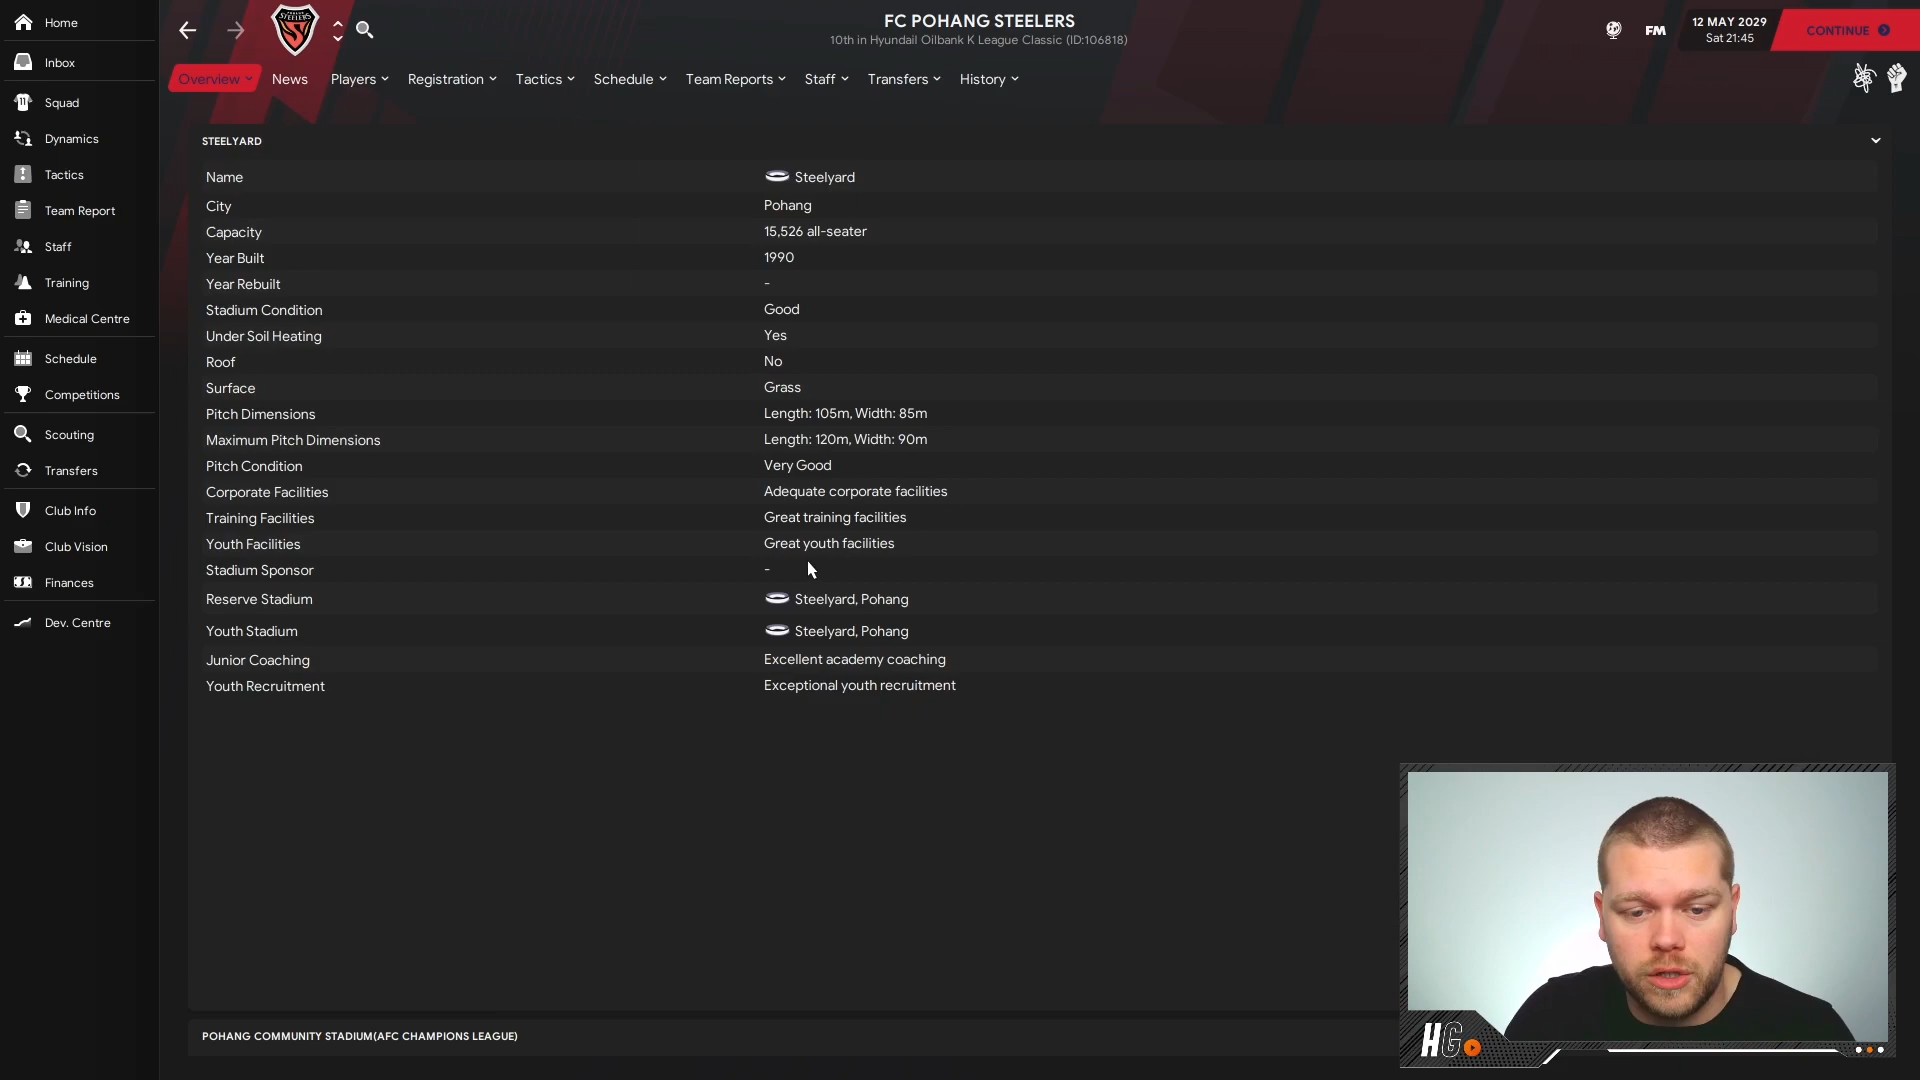 Home
Inbox
Squad
Dynamics
Tactics
Team Report
Staff
Training
Medical Centre
Schedule
Competitions
Scouting
Transfers
Club Info
Club Vision
Finances
Dev. Centre
STEELERS
FC POHANG STEELERS
10th in Hyundail Oilbank K League Classic (ID:106818)
FM
12 MAY 2029
Sat 21:45
CONTINUE
Overview News Players Registration Tactics Schedule Team Reports Staff Transfers History
STEELYARD
Name Steelyard
City Pohang
Capacity 15,526 all-seater
Year Built 1990
Year Rebuilt -
Stadium Condition Good
Under Soil Heating Yes
Roof No
Surface Grass
Pitch Dimensions Length: 105m, Width: 85m
Maximum Pitch Dimensions Length: 120m, Width: 90m
Pitch Condition Very Good
Corporate Facilities Adequate corporate facilities
Training Facilities Great training facilities
Youth Facilities Great youth facilities
Stadium Sponsor -
Reserve Stadium Steelyard, Pohang
Youth Stadium Steelyard, Pohang
Junior Coaching Excellent academy coaching
Youth Recruitment Exceptional youth recruitment
POHANG COMMUNITY STADIUM(AFC CHAMPIONS LEAGUE)
HG